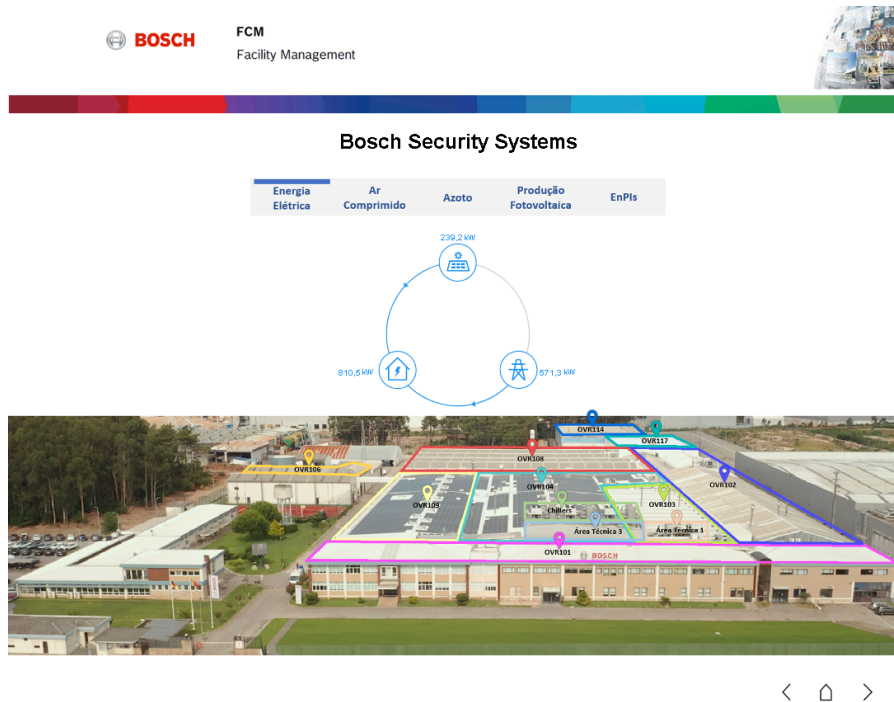 BOSCH
FCM
Facility Management
Bosch Security Systems
Energia
Elétrica
Ar
Comprimido
Azoto
Produção
Fotovoltaica
EnPIs
239,2 kW
810,5 kW
571,3 kW
OVR114
OVR117
OVR108
OVR106
OVR104
OVR102
OVR109
OVR103
Chillers
Área Técnica 3
Área Técnica 1
OVR101
BOSCH